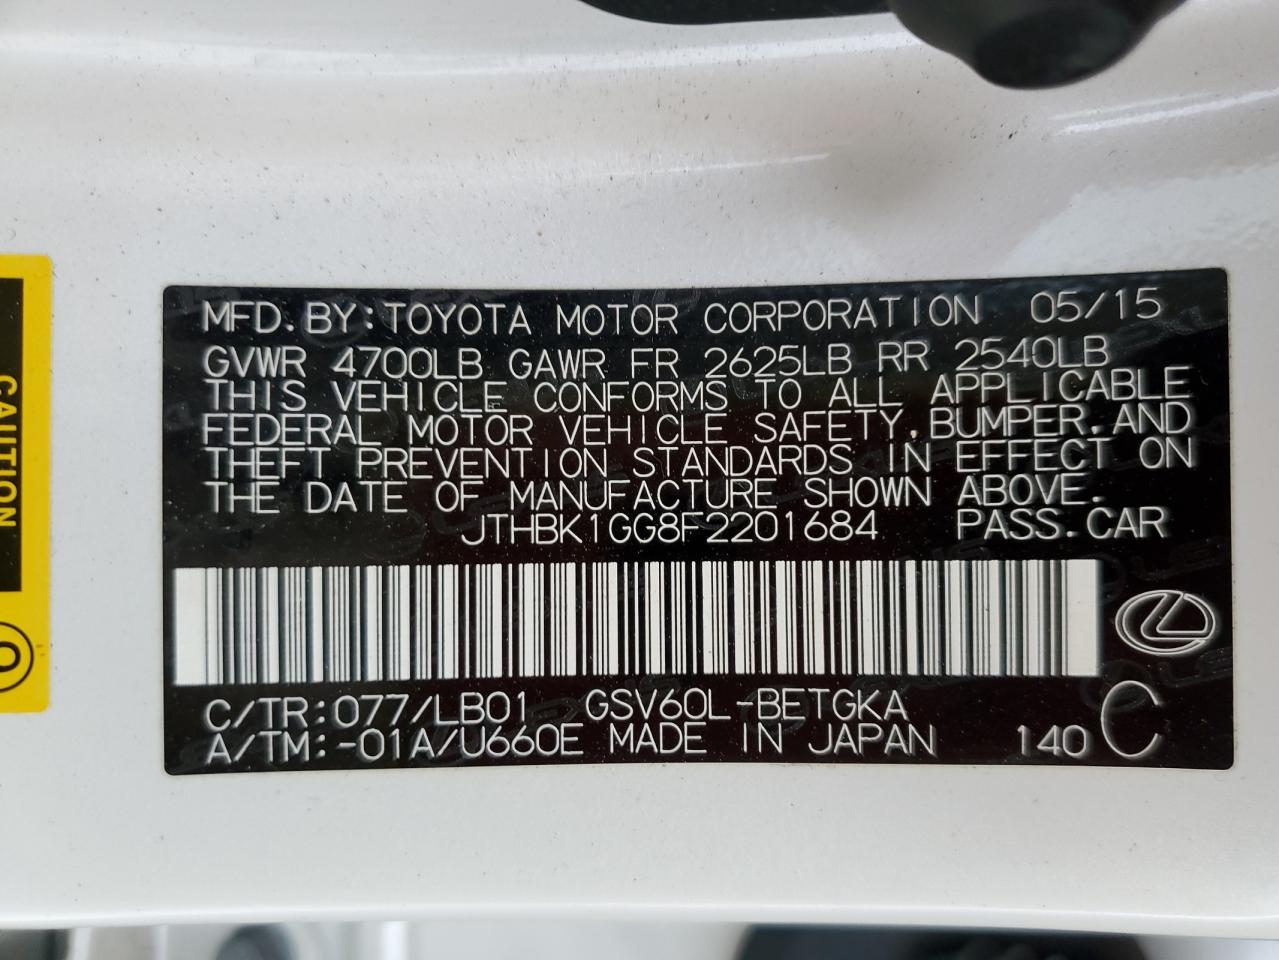 MFD.BY:TOYOTA MOTOR CORPORATION 05/15
GVWR 4700LB GAWR FR 2625LB RR 2540LB
THIS VEHICLE CONFORMS TO ALL APPLICABLE
FEDERAL MOTOR VEHICLE SAFETY,BUMPER,AND
THEFT PREVENTION STANDARDS IN EFFECT ON
THE DATE OF MANUFACTURE SHOWN ABOVE.
JTHBK1GG8F2201684 PASS.CAR
C/TR:077/LB01 GSV60L-BETGKA
A/TM:-01A/U660E MADE IN JAPAN 140 C
CAUTION